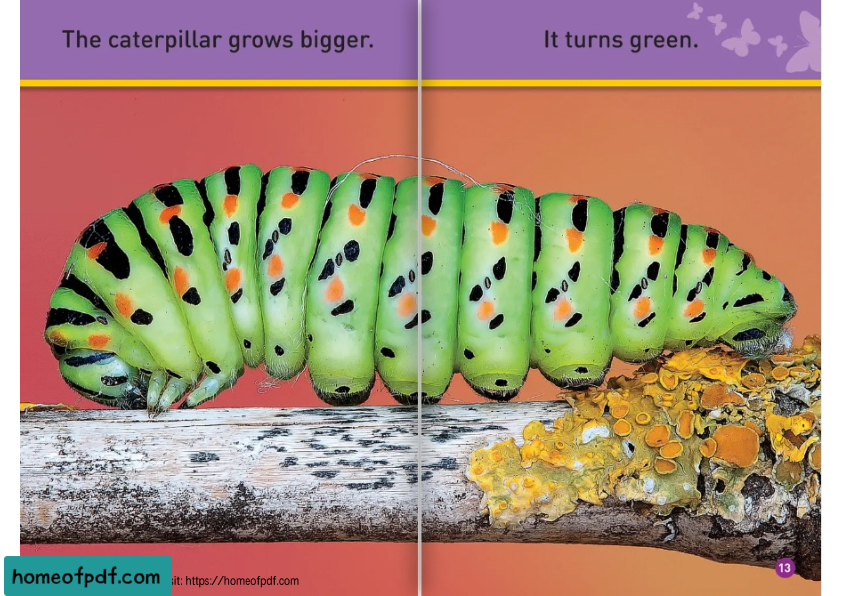 The caterpillar grows bigger.
It turns green.
13
homeofpdf.com
sit: https://homeofpdf.com